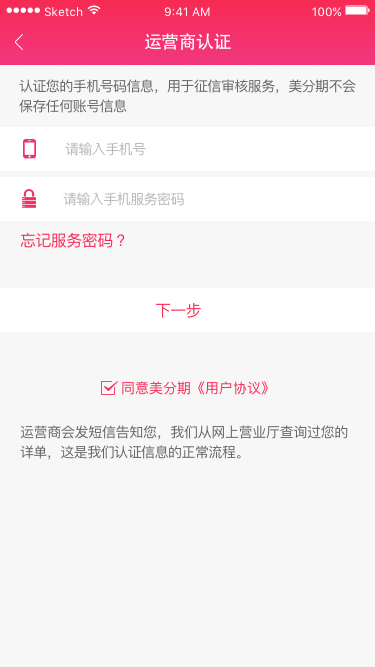 Sketch 9:41 AM 100%
运营商认证
认证您的手机号码信息，用于征信审核服务，美分期不会
保存任何账号信息
请输入手机号
请输入手机服务密码
忘记服务密码？
下一步
同意美分期《用户协议》
运营商会发短信告知您，我们从网上营业厅查询过您的
详单，这是我们认证信息的正常流程。